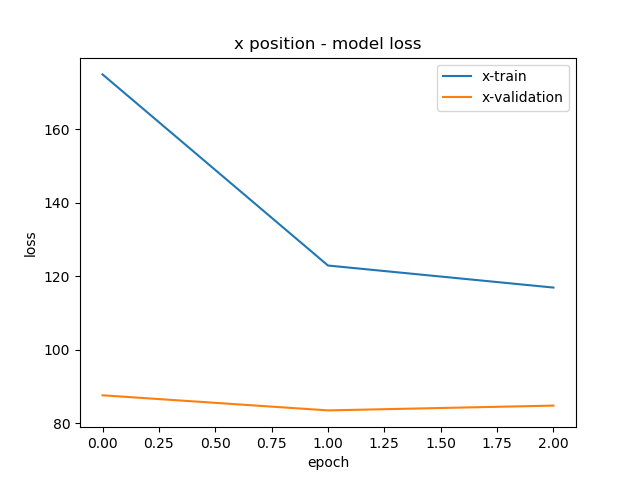 x position - model loss
x-train
x-validation
160
140
120
100
80
loss
0.00 0.25 0.50 0.75 1.00 1.25 1.50 1.75 2.00
epoch